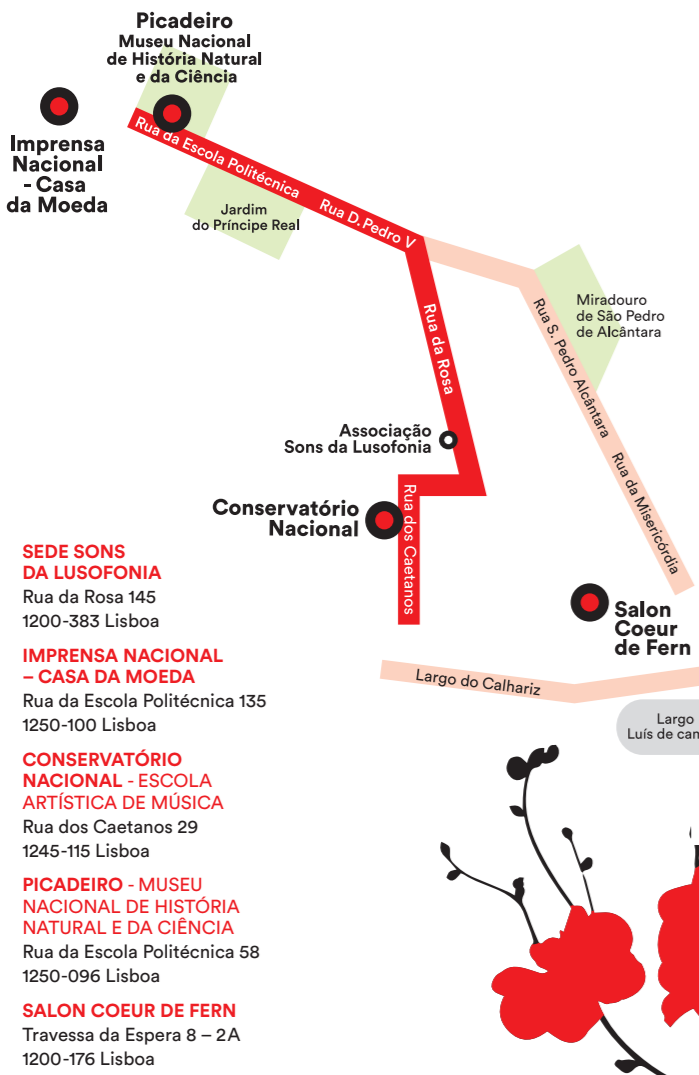 Picadeiro
Museu Nacional
de História Natural
e da Ciência
Imprensa
Nacional
- Casa
da Moeda
Rua da Escola Politécnica
Rua D. Pedro V
Jardim
do Príncipe Real
Rua da Rosa
Rua S. Pedro Alcântara
Miradouro
de São Pedro
de Alcântara
Rua da Misericórdia
Associação
Sons da Lusofonia
Conservatório
Nacional
Rua dos Caetanos
Salon
Coeur
de Fern
Largo do Calhariz
Largo
Luís de cam
SEDE SONS
DA LUSOFONIA
Rua da Rosa 145
1200-383 Lisboa
IMPRENSA NACIONAL
– CASA DA MOEDA
Rua da Escola Politécnica 135
1250-100 Lisboa
CONSERVATÓRIO
NACIONAL - ESCOLA
ARTÍSTICA DE MÚSICA
Rua dos Caetanos 29
1245-115 Lisboa
PICADEIRO - MUSEU
NACIONAL DE HISTÓRIA
NATURAL E DA CIÊNCIA
Rua da Escola Politécnica 58
1250-096 Lisboa
SALON COEUR DE FERN
Travessa da Espera 8 – 2A
1200-176 Lisboa